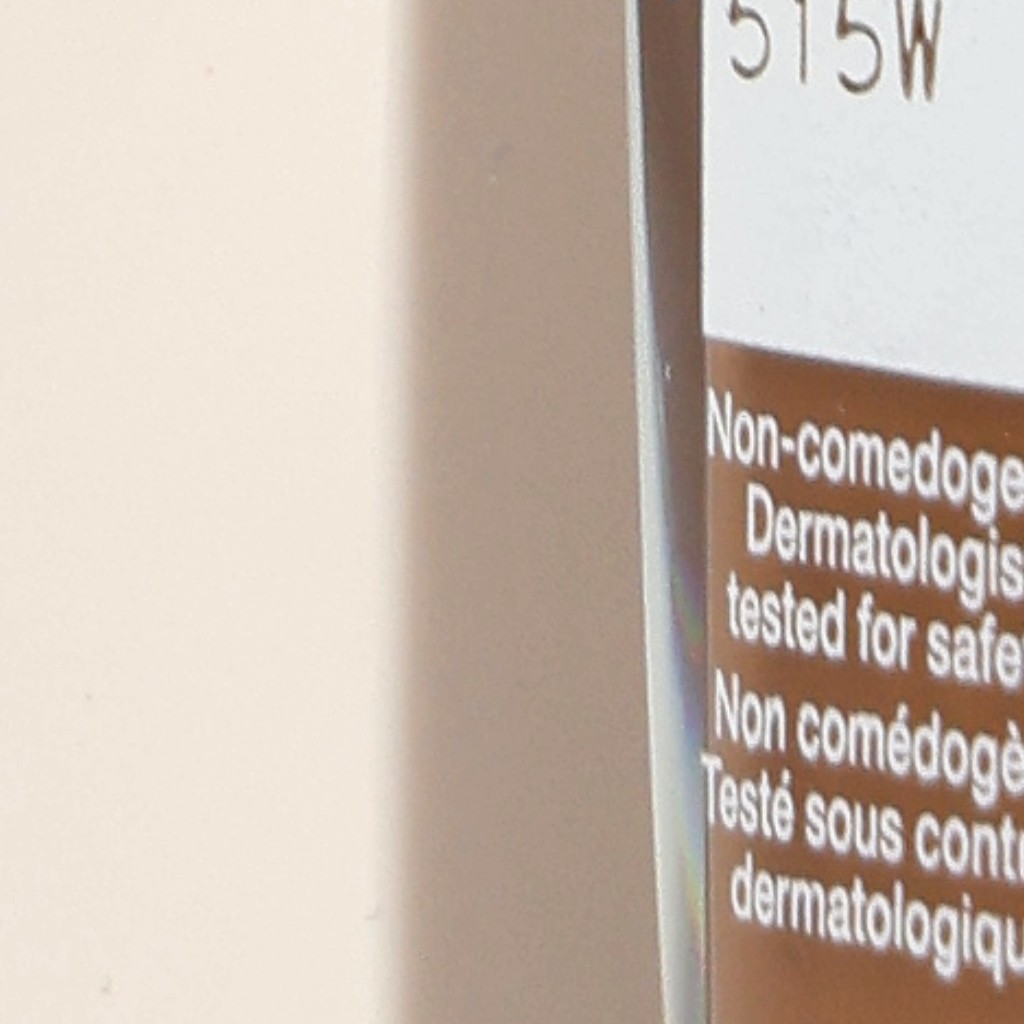 515W
Non-comedoge
Dermatologis
tested for safe
Non comédogè
Testé sous contr
dermatologiqu